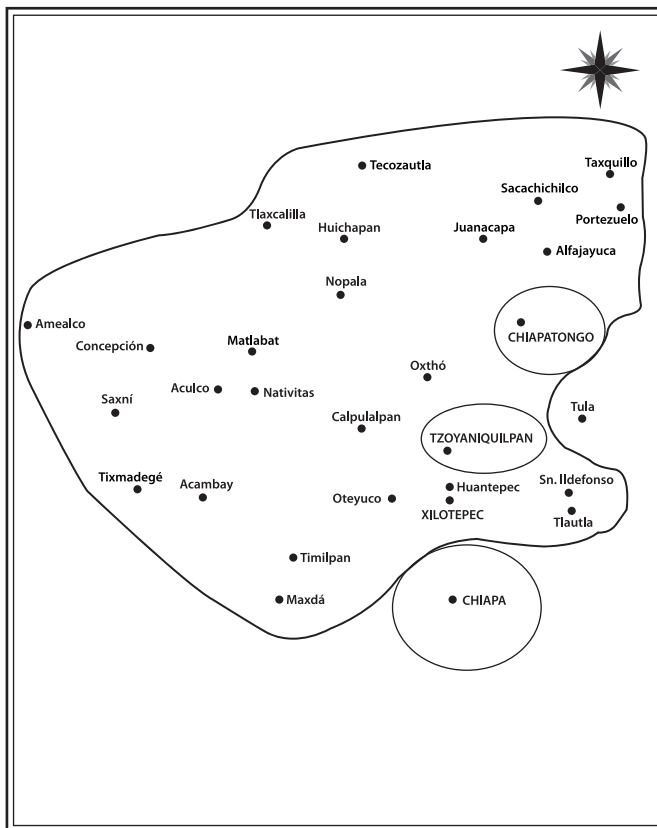 Tecozautla
Taxquillo
Sacachichilco
Portezuelo
Tlaxcalilla
Huichapan
Juanacapa
Alfajayuca
Nopala
Amealco
CHIAPATONGO
Concepción
Matlabat
Oxthó
Aculco
Nativitas
Saxní
Tula
Calpulalpan
TZOYANIQUILPAN
Tixmadegé
Acambay
Huantepec
Sn. Ildefonso
Oteyuco
XILOTEPEC
Tlautla
Timilpan
Maxdá
CHIAPA